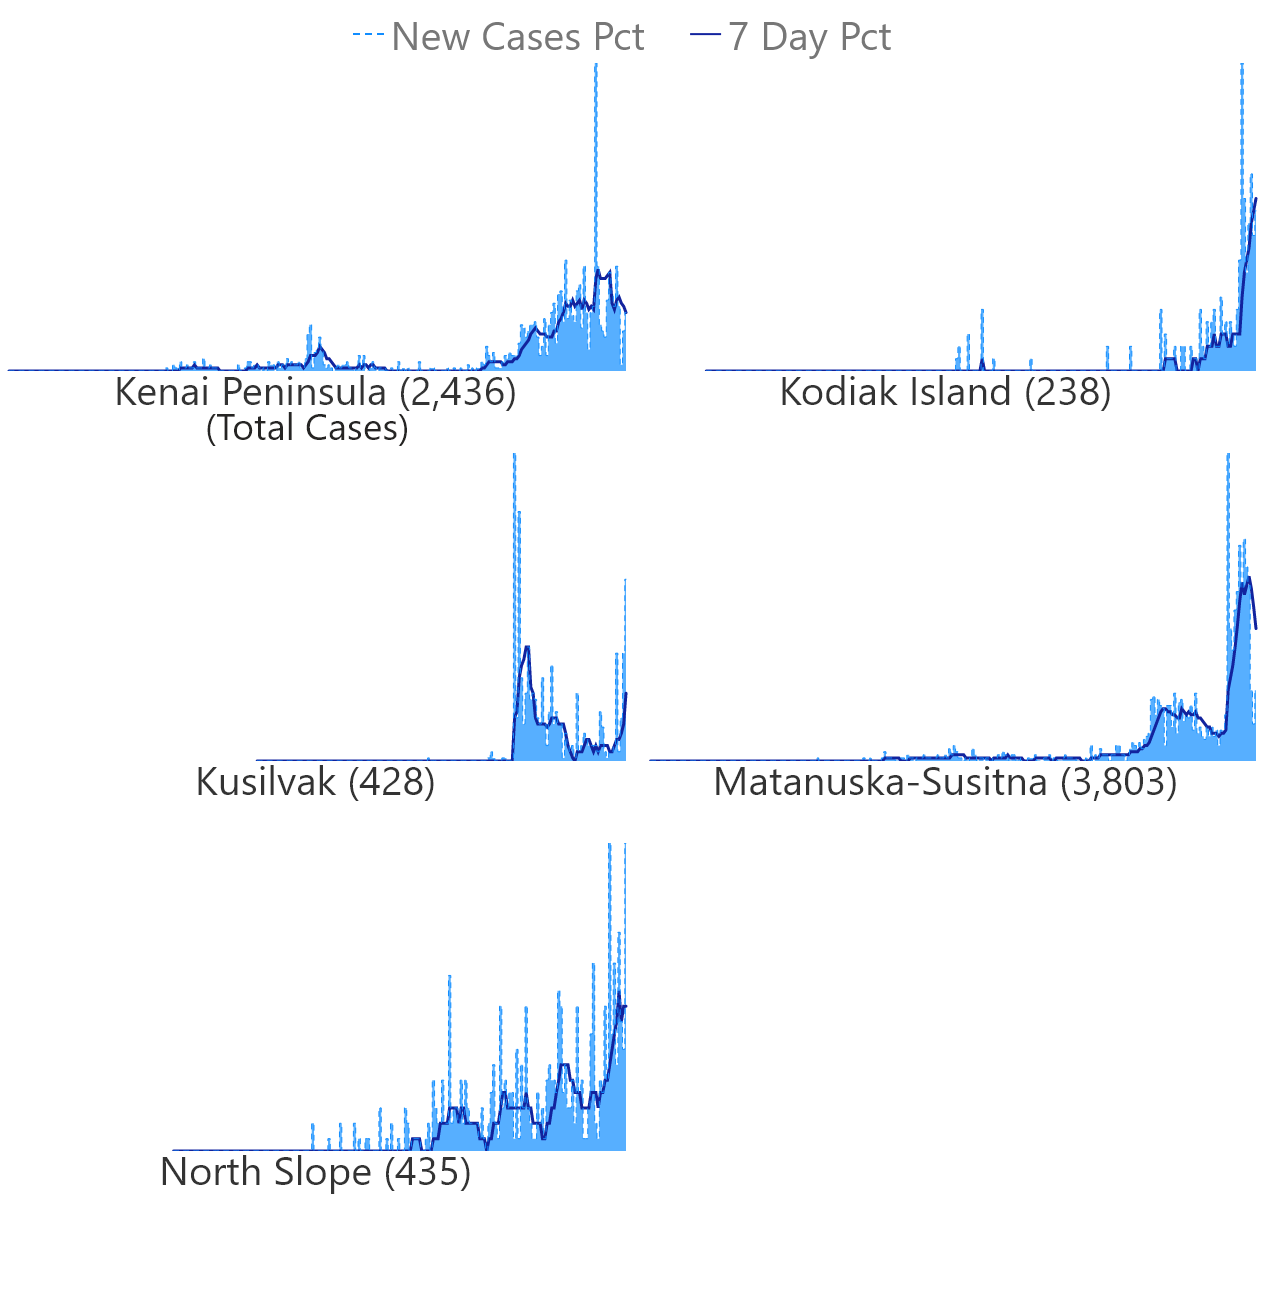 New Cases Pct 7 Day Pct
Kenai Peninsula (2,436)
(Total Cases)
Kodiak Island (238)
Kusilvak (428)
Matanuska-Susitna (3,803)
North Slope (435)